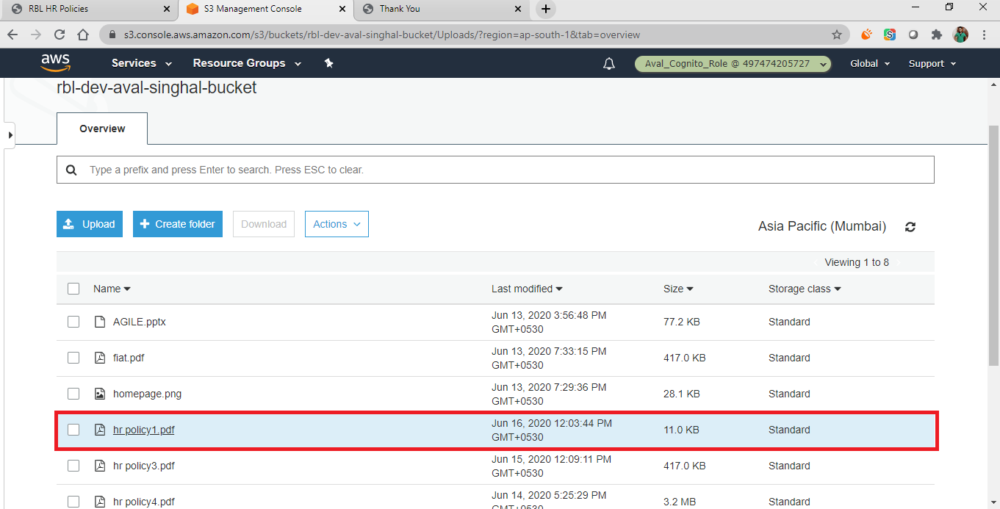 RBL HR Policies
S3 Management Console
Thank You
s3.console.aws.amazon.com/s3/buckets/rbl-dev-aval-singhal-bucket/Uploads/?region=ap-south-1&tab=overview
aws Services Resource Groups Aval_Cognito_Role @ 497474205727 Global Support
rbl-dev-aval-singhal-bucket
Overview
Type a prefix and press Enter to search. Press ESC to clear.
Upload Create folder Download Actions Asia Pacific (Mumbai)
Viewing 1 to 8
Name Last modified Size Storage class
AGILE.pptx Jun 13, 2020 3:56:48 PM 77.2 KB Standard
GMT+0530
fiat.pdf Jun 13, 2020 7:33:15 PM 417.0 KB Standard
GMT+0530
homepage.png Jun 13, 2020 7:29:36 PM 28.1 KB Standard
GMT+0530
hr policy1.pdf Jun 16, 2020 12:03:44 PM 11.0 KB Standard
GMT+0530
hr policy3.pdf Jun 15, 2020 12:09:11 PM 417.0 KB Standard
GMT+0530
hr policy4.pdf Jun 14, 2020 5:25:29 PM 3.2 MB Standard
GMT+0530